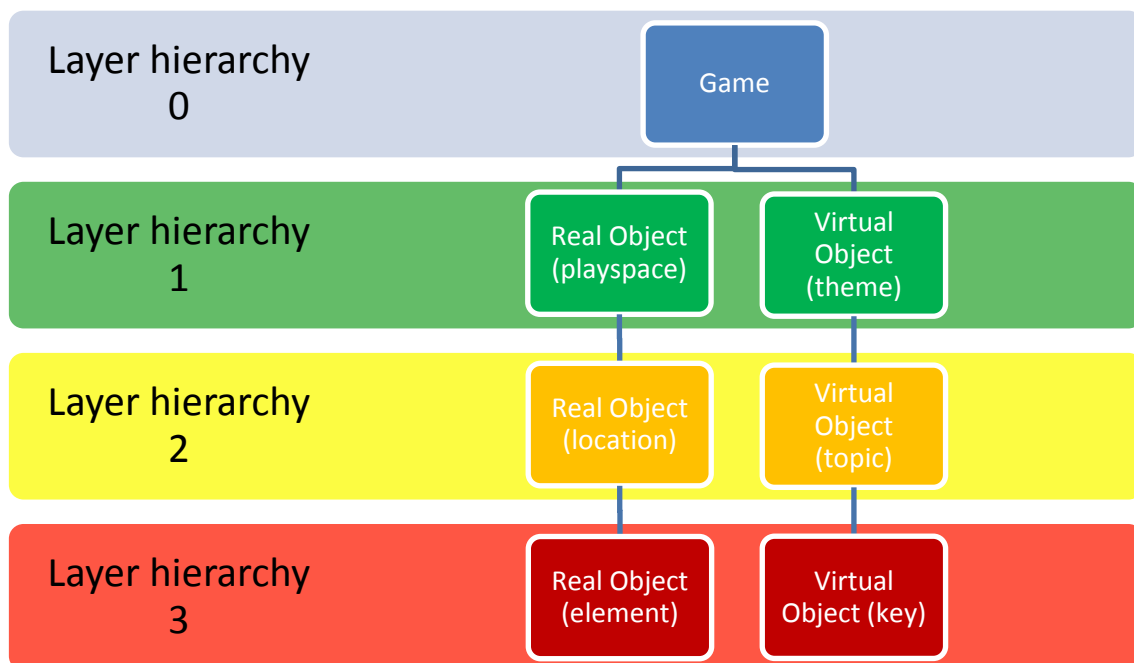 Layer hierarchy
0
Game
Layer hierarchy
1
Real Object
(playspace)
Virtual
Object
(theme)
Layer hierarchy
2
Real Object
(location)
Virtual
Object
(topic)
Layer hierarchy
3
Real Object
(element)
Virtual
Object (key)